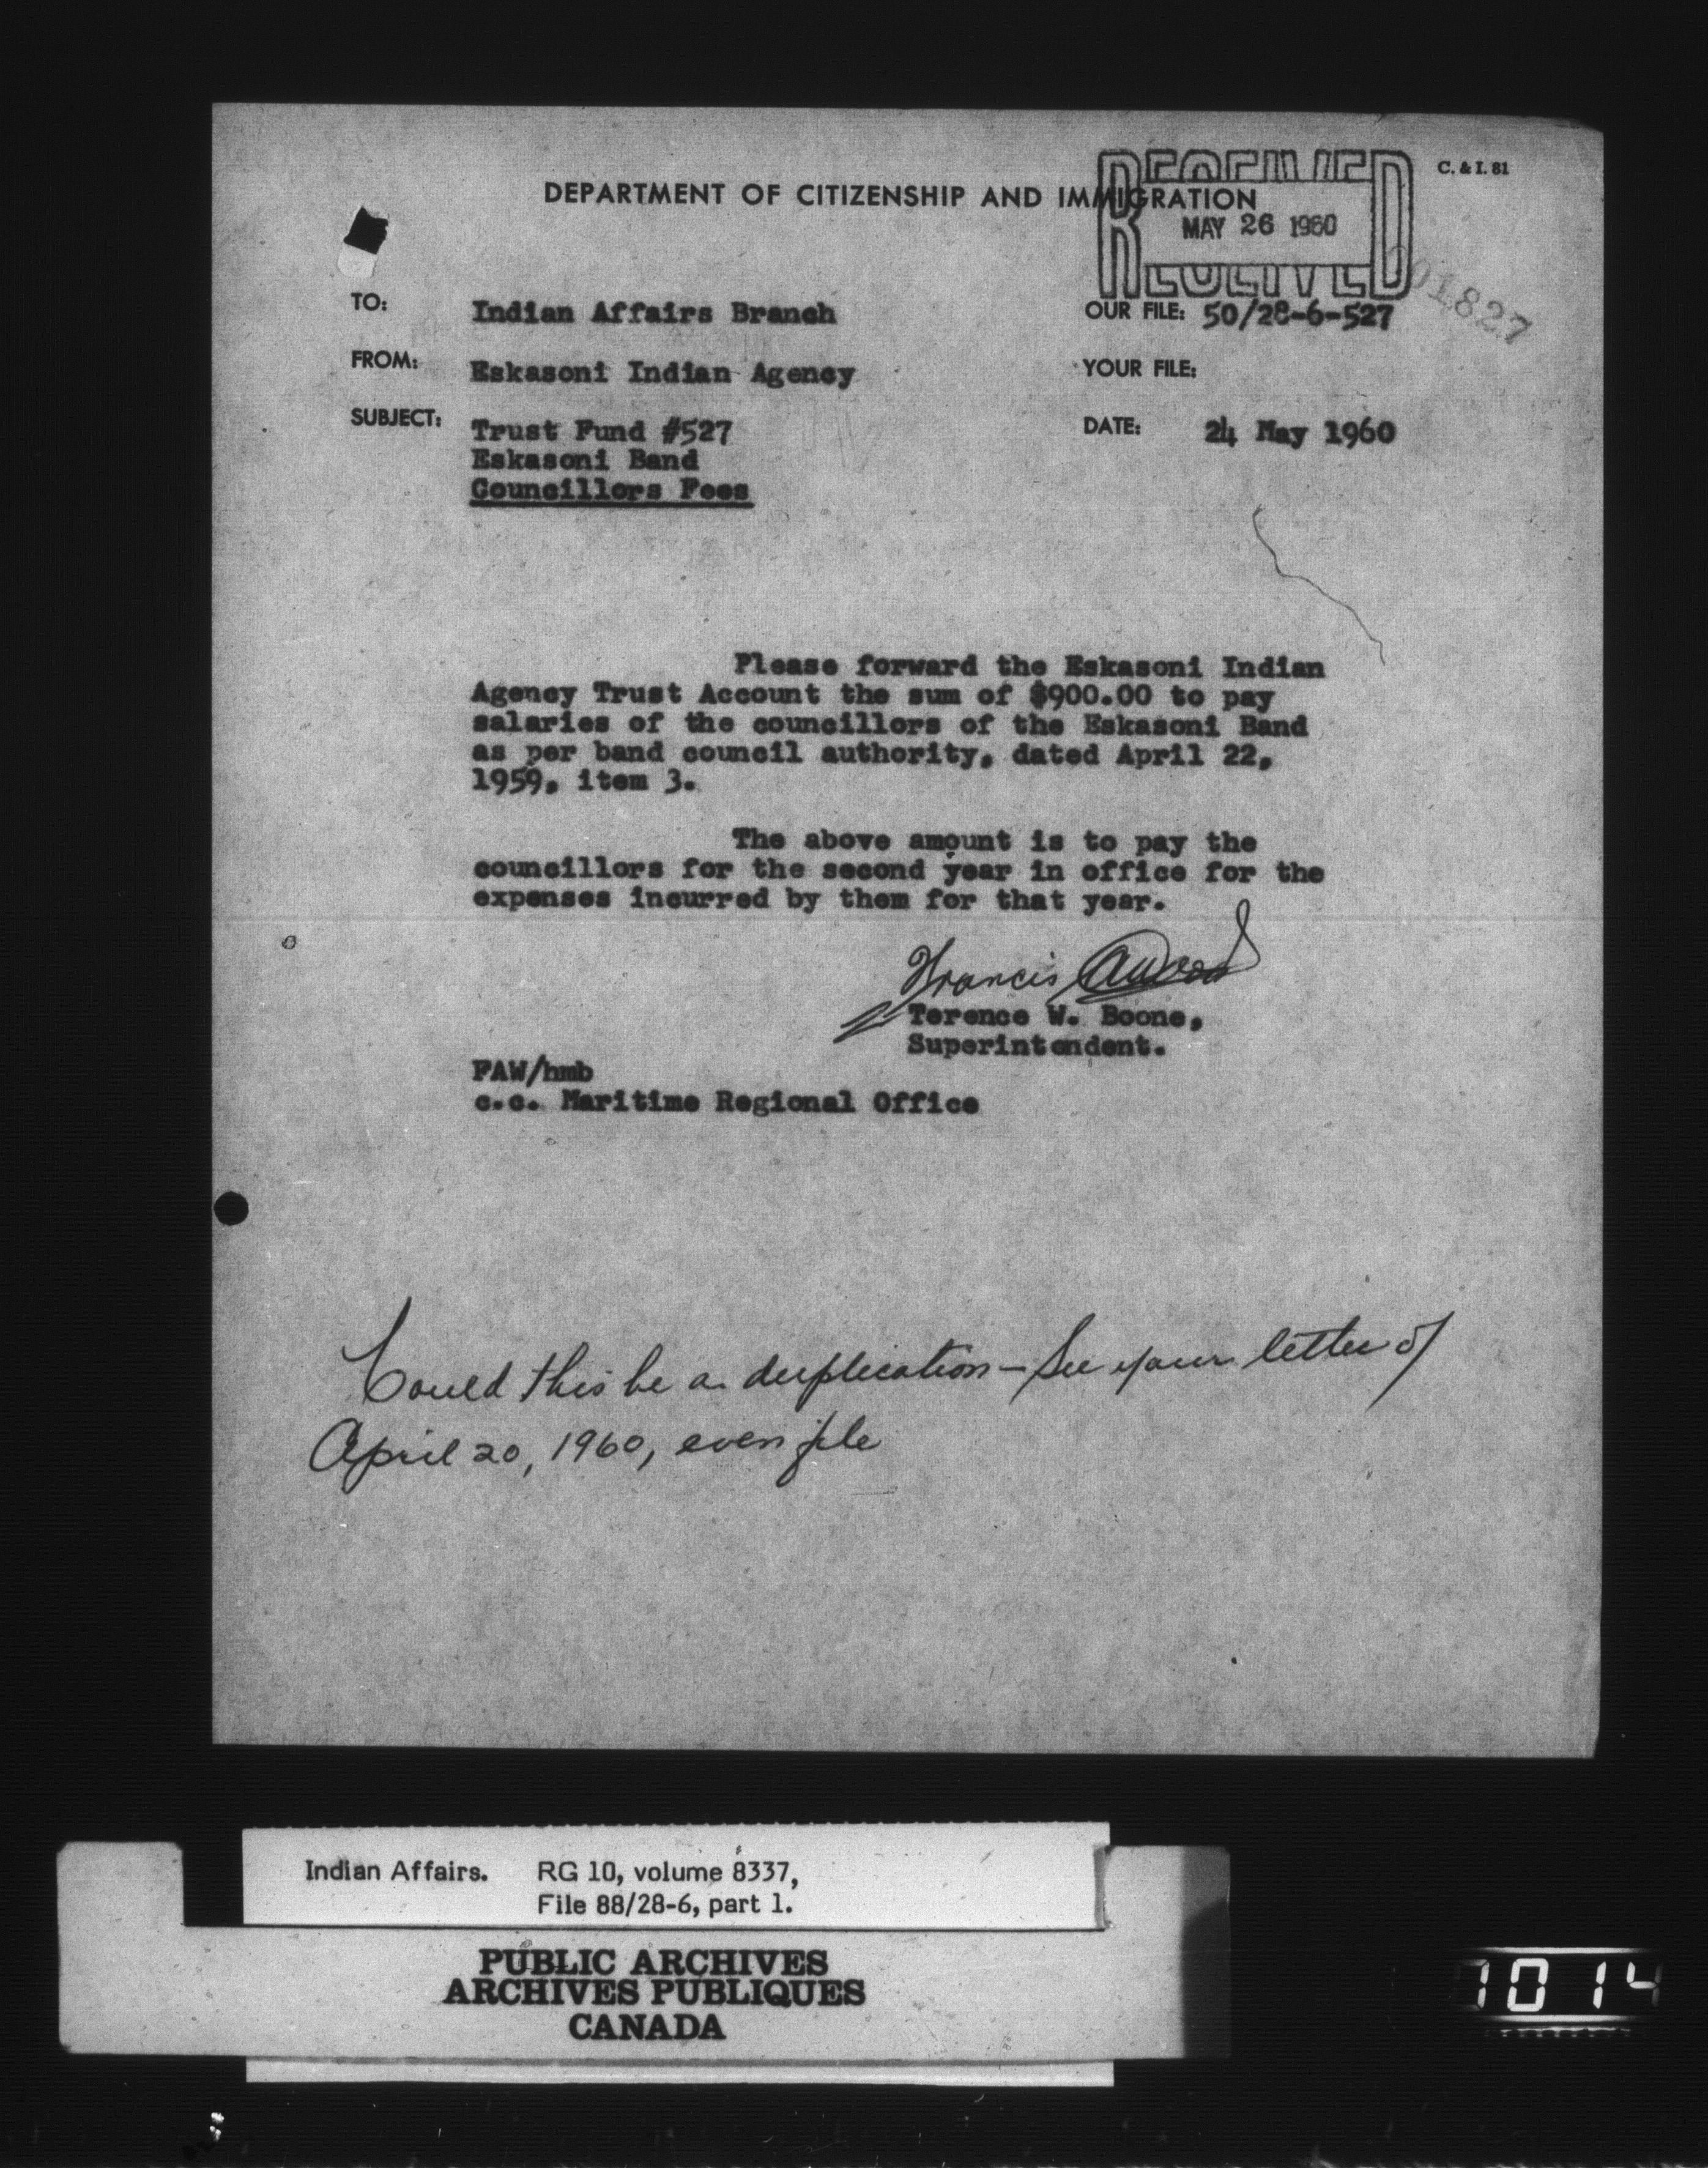 C. & I. 81
DEPARTMENT OF CITIZENSHIP AND IMMIGRATION
RECEIVED
MAY 26 1960
RECEIVED
01827
TO: Indian Affairs Branch
OUR FILE: 50/28-6-527
FROM: Eskasoni Indian Agency
YOUR FILE:
SUBJECT: Trust Fund #527
DATE: 24 May 1960
Eskasoni Band
Councillors Fees
Please forward the Eskasoni Indian
Agency Trust Account the sum of $900.00 to pay
salaries of the councillors of the Eskasoni Band
as per band council authority, dated April 22,
1959, item 3.
The above amount is to pay the
councillors for the second year in office for the
expenses incurred by them for that year.
Francis AWood
Terence W. Boone,
Superintendent.
FAW/hmb
c.c. Maritime Regional Office
Could this be a duplication - See your letter of
April 20, 1960, even file
Indian Affairs. RG 10, volume 8337,
File 88/28-6, part 1.
PUBLIC ARCHIVES
ARCHIVES PUBLIQUES
CANADA
1014